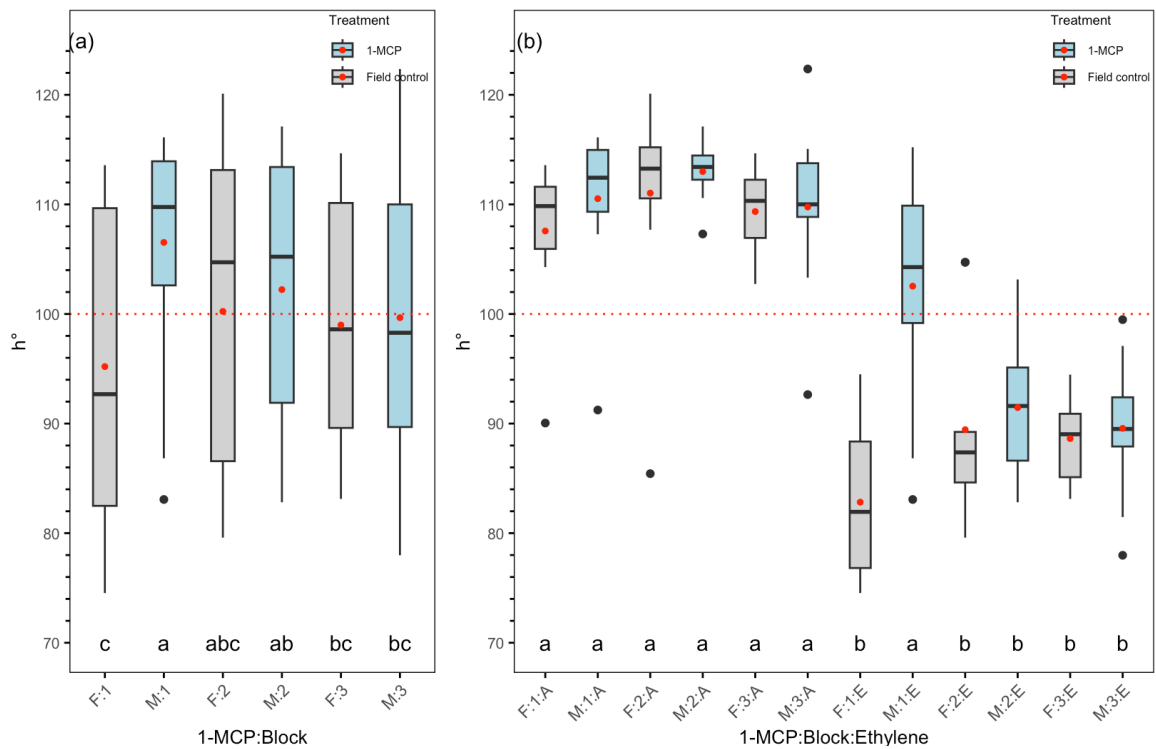 (a)
Treatment
1-MCP
Field control
h°
120
110
100
90
80
70
c a abc ab bc bc
F:1 M:1 F:2 M:2 F:3 M:3
1-MCP:Block
(b)
Treatment
1-MCP
Field control
h°
120
110
100
90
80
70
a a a a a a b a b b b b
F:1:A M:1:A F:2:A M:2:A F:3:A M:3:A F:1:E M:1:E F:2:E M:2:E F:3:E M:3:E
1-MCP:Block:Ethylene